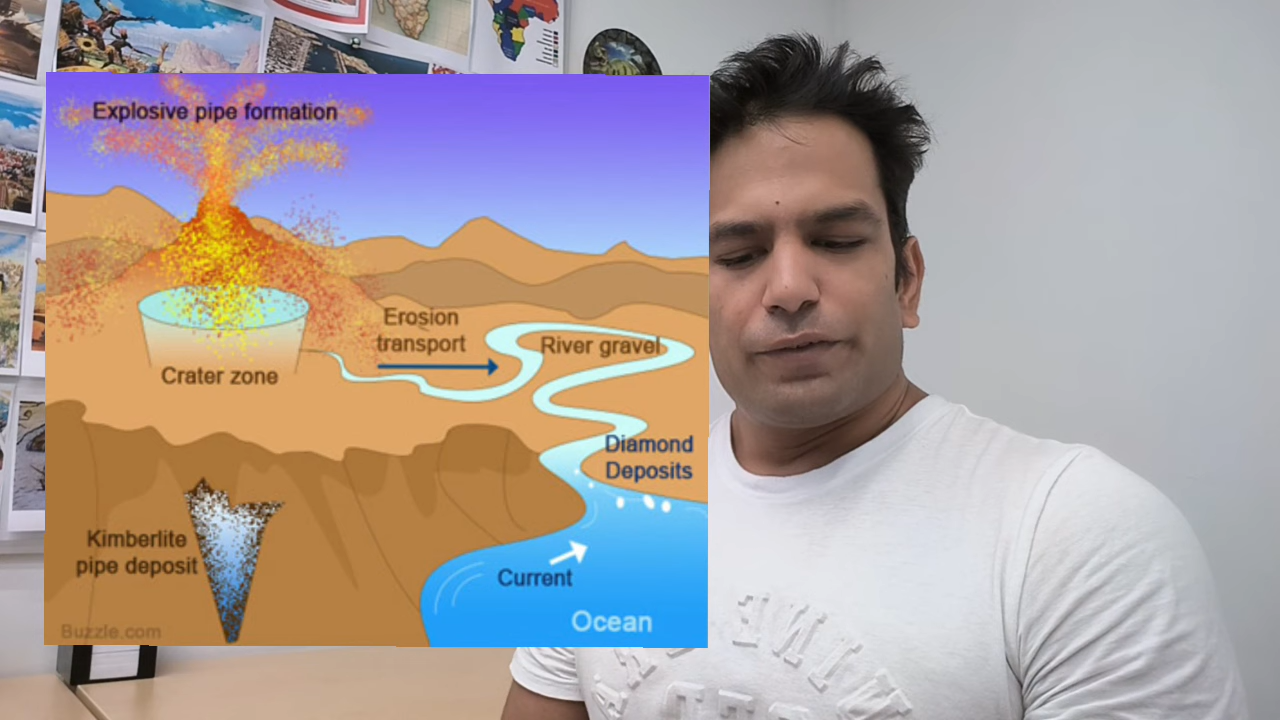 Explosive pipe formation
Erosion
transport
River gravel
Crater zone
Diamond
Deposits
Kimberlite
pipe deposit
Current
Ocean
Buzzle.com